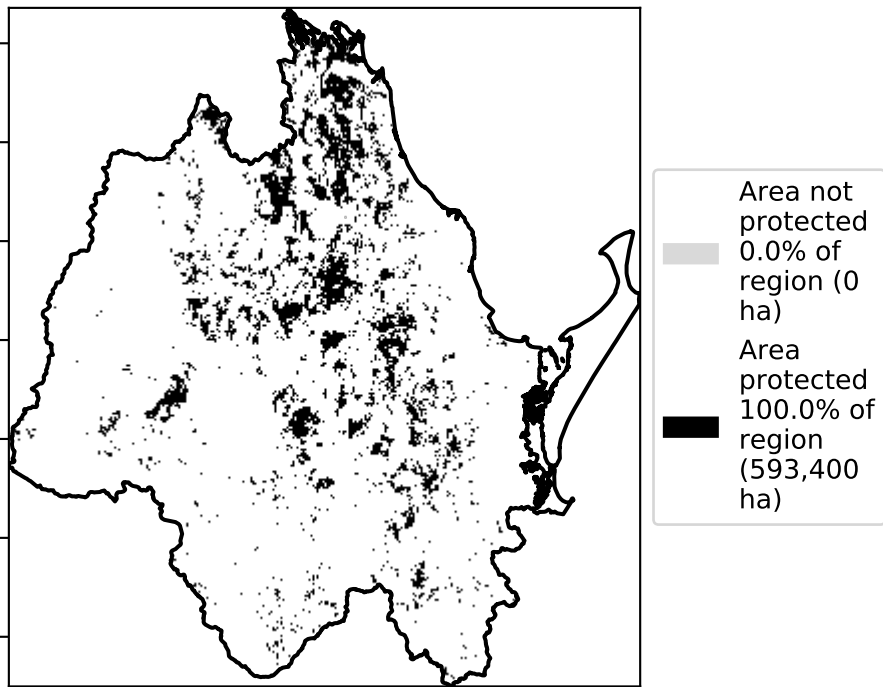 Area not
protected
0.0% of
region (0
ha)
Area
protected
100.0% of
region
(593,400
ha)